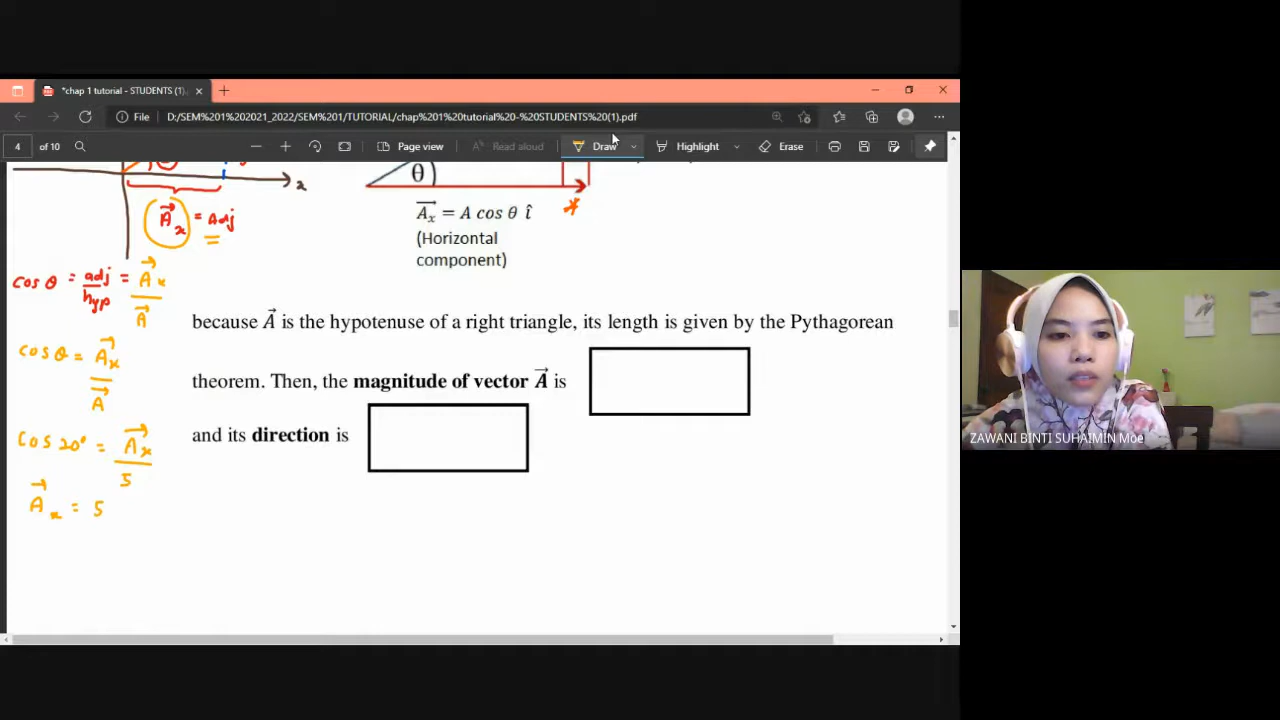 *chap 1 tutorial - STUDENTS (1).
File D:/SEM%201%202021_2022/SEM%201/TUTORIAL/chap%201%20tutorial%20-%20STUDENTS%20(1).pdf
4 of 10 Page view Read aloud Draw Highlight Erase
x
θ
A⃗x = Adj
A⃗x = A cos θ î
(Horizontal
component)
cos θ = adj/hyp = A⃗x/A⃗
because A⃗ is the hypotenuse of a right triangle, its length is given by the Pythagorean
cos θ = A⃗x/A⃗
theorem. Then, the magnitude of vector A⃗ is
and its direction is
cos 20° = A⃗x/5
A⃗x = 5
ZAWANI BINTI SUHAIMIN Moe